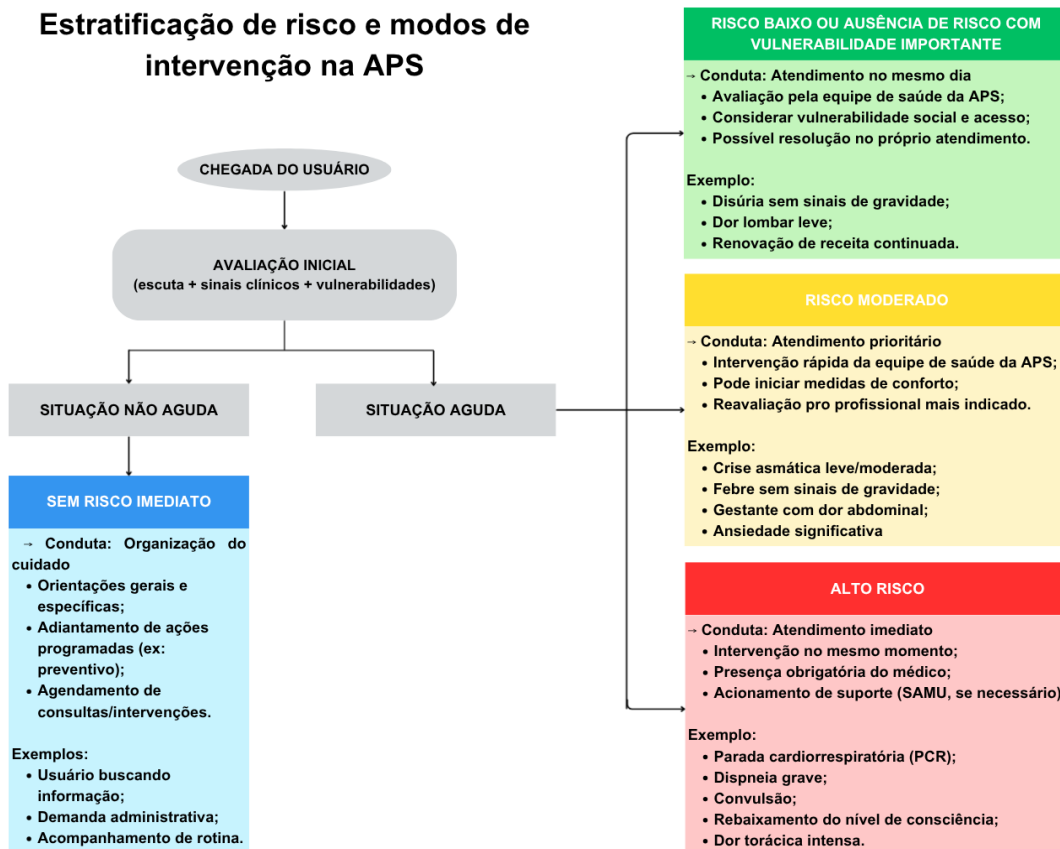 Estratificação de risco e modos de
intervenção na APS
CHEGADA DO USUÁRIO
AVALIAÇÃO INICIAL
(escuta + sinais clínicos + vulnerabilidades)
SITUAÇÃO NÃO AGUDA
SITUAÇÃO AGUDA
SEM RISCO IMEDIATO
→ Conduta: Organização do
cuidado
• Orientações gerais e
específicas;
• Adiantamento de ações
programadas (ex:
preventivo);
• Agendamento de
consultas/intervenções.
Exemplos:
• Usuário buscando
informação;
• Demanda administrativa;
• Acompanhamento de rotina.
RISCO BAIXO OU AUSÊNCIA DE RISCO COM
VULNERABILIDADE IMPORTANTE
→ Conduta: Atendimento no mesmo dia
• Avaliação pela equipe de saúde da APS;
• Considerar vulnerabilidade social e acesso;
• Possível resolução no próprio atendimento.
Exemplo:
• Disúria sem sinais de gravidade;
• Dor lombar leve;
• Renovação de receita continuada.
RISCO MODERADO
→ Conduta: Atendimento prioritário
• Intervenção rápida da equipe de saúde da APS;
• Pode iniciar medidas de conforto;
• Reavaliação pro profissional mais indicado.
Exemplo:
• Crise asmática leve/moderada;
• Febre sem sinais de gravidade;
• Gestante com dor abdominal;
• Ansiedade significativa
ALTO RISCO
→ Conduta: Atendimento imediato
• Intervenção no mesmo momento;
• Presença obrigatória do médico;
• Acionamento de suporte (SAMU, se necessário)
Exemplo:
• Parada cardiorrespiratória (PCR);
• Dispneia grave;
• Convulsão;
• Rebaixamento do nível de consciência;
• Dor torácica intensa.